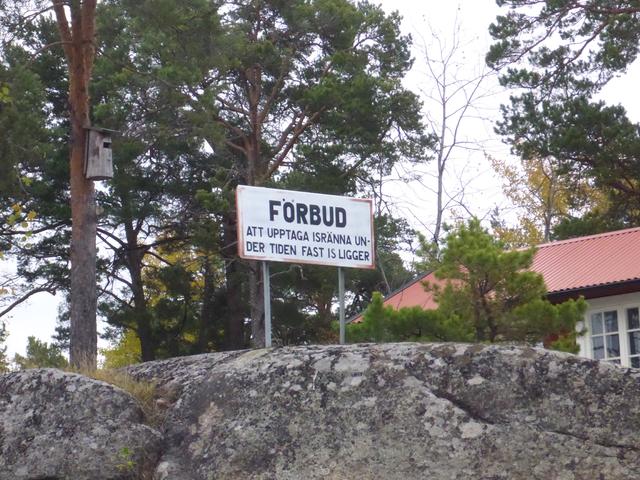 FÖRBUD
ATT UPPTAGA ISRÄNNA UN-
DER TIDEN FAST IS LIGGER